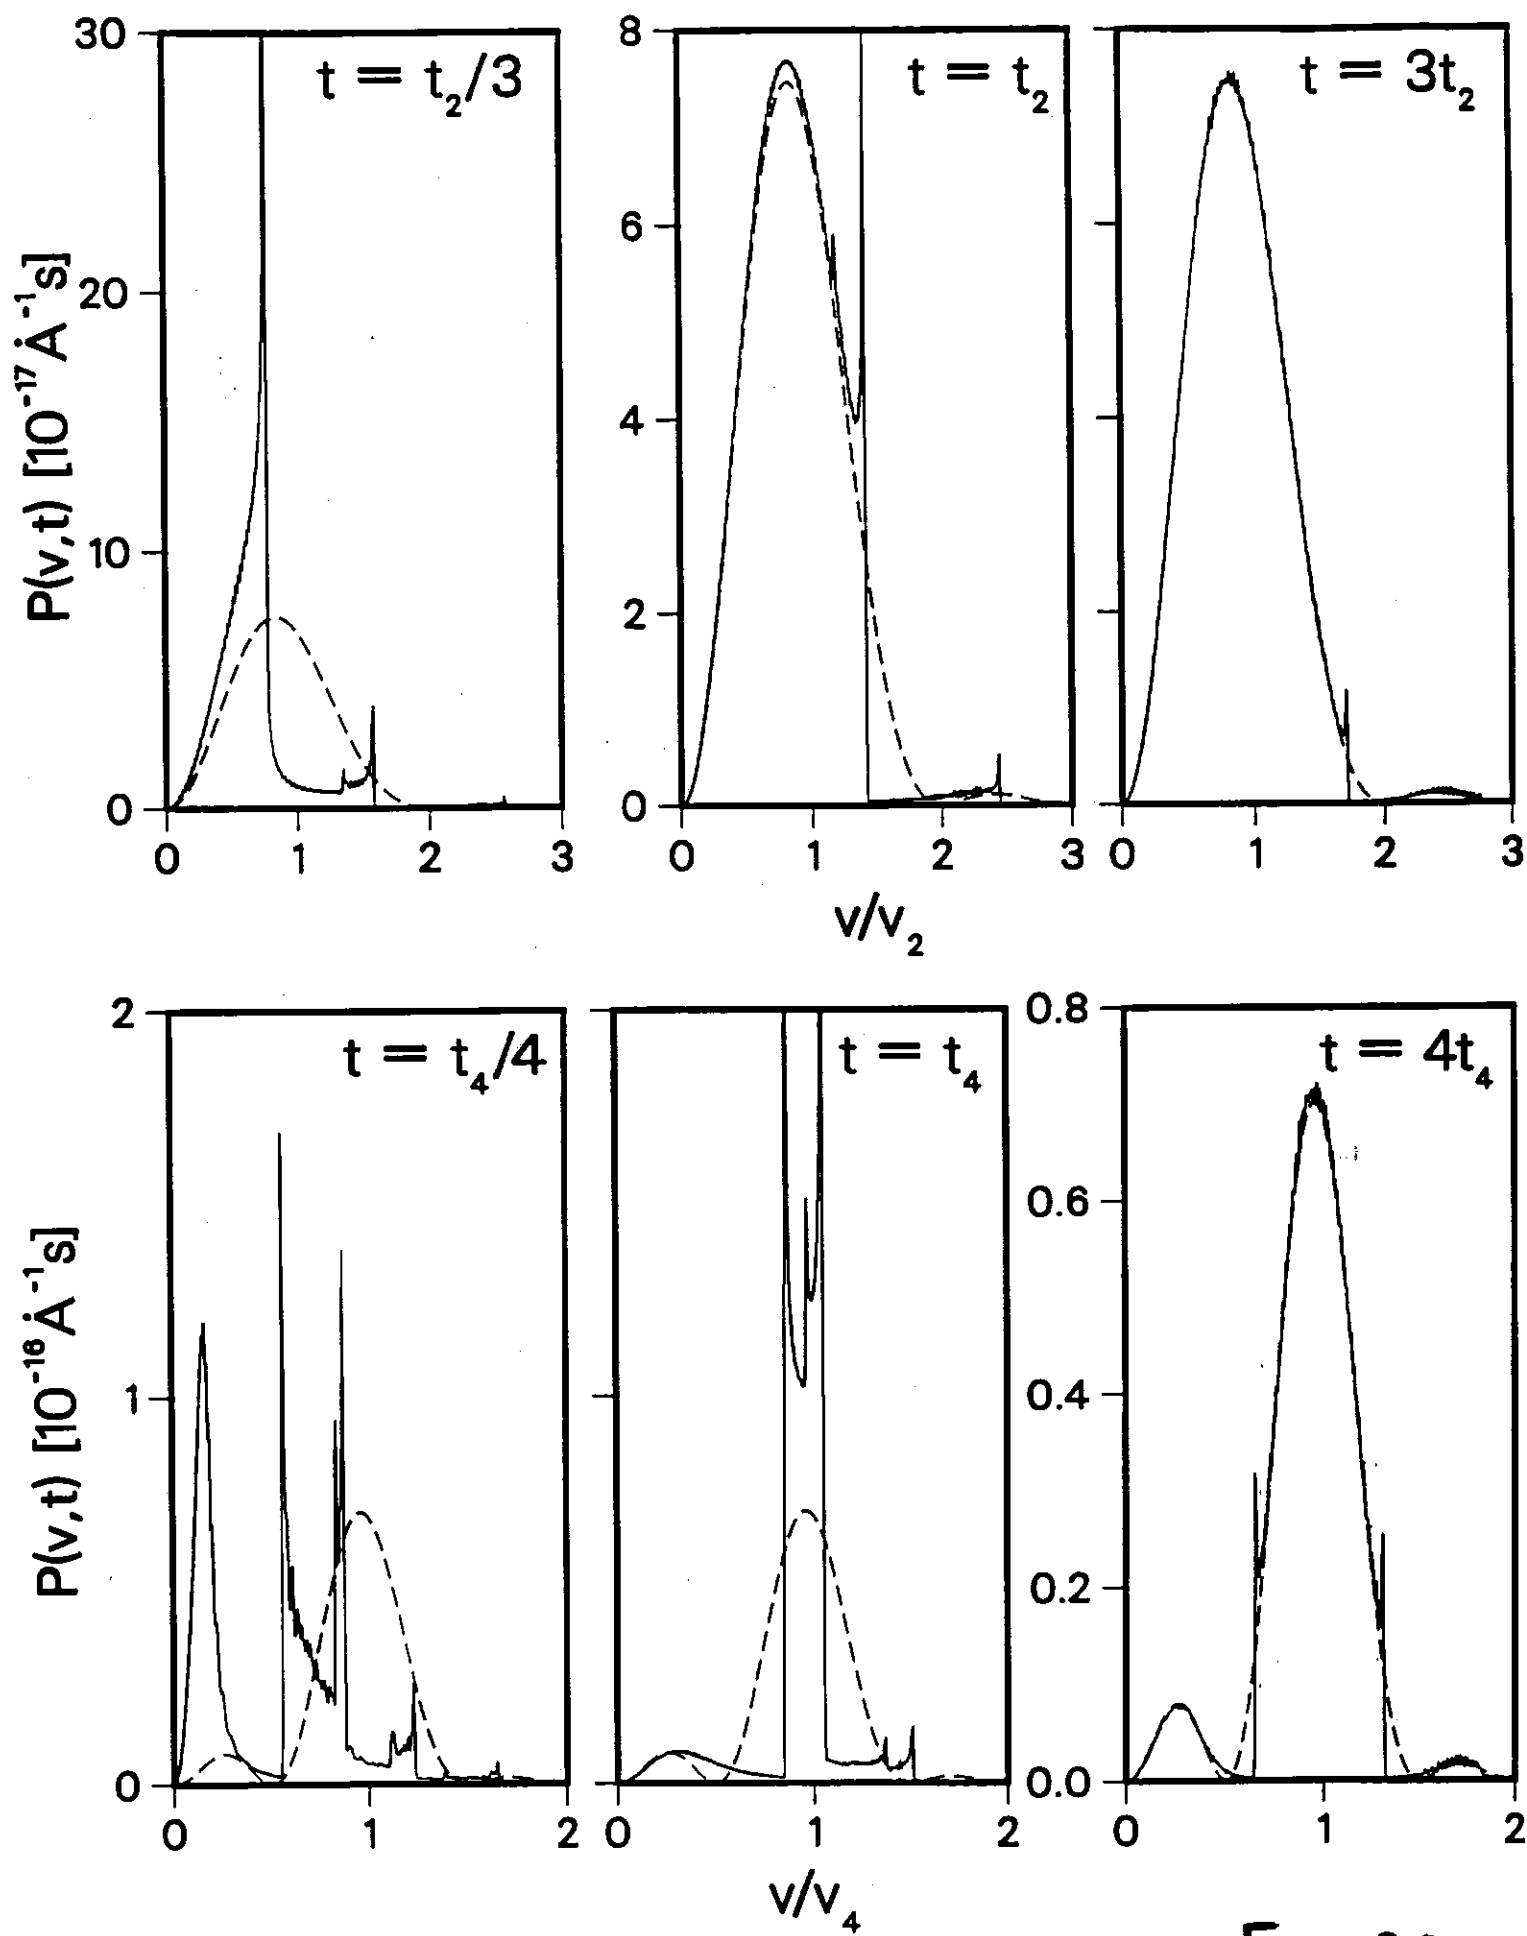 30
20
10
0
P(v,t) [10⁻¹⁷Å⁻¹s]
t = t₂/3
0 1 2 3
8
6
4
2
0
t = t₂
0 1 2 3
t = 3t₂
0 1 2 3
v/v₂
2
1
0
P(v,t) [10⁻¹⁶Å⁻¹s]
t = t₄/4
0 1 2
t = t₄
0 1 2
0.8
0.6
0.4
0.2
0.0
t = 4t₄
0 1 2
v/v₄